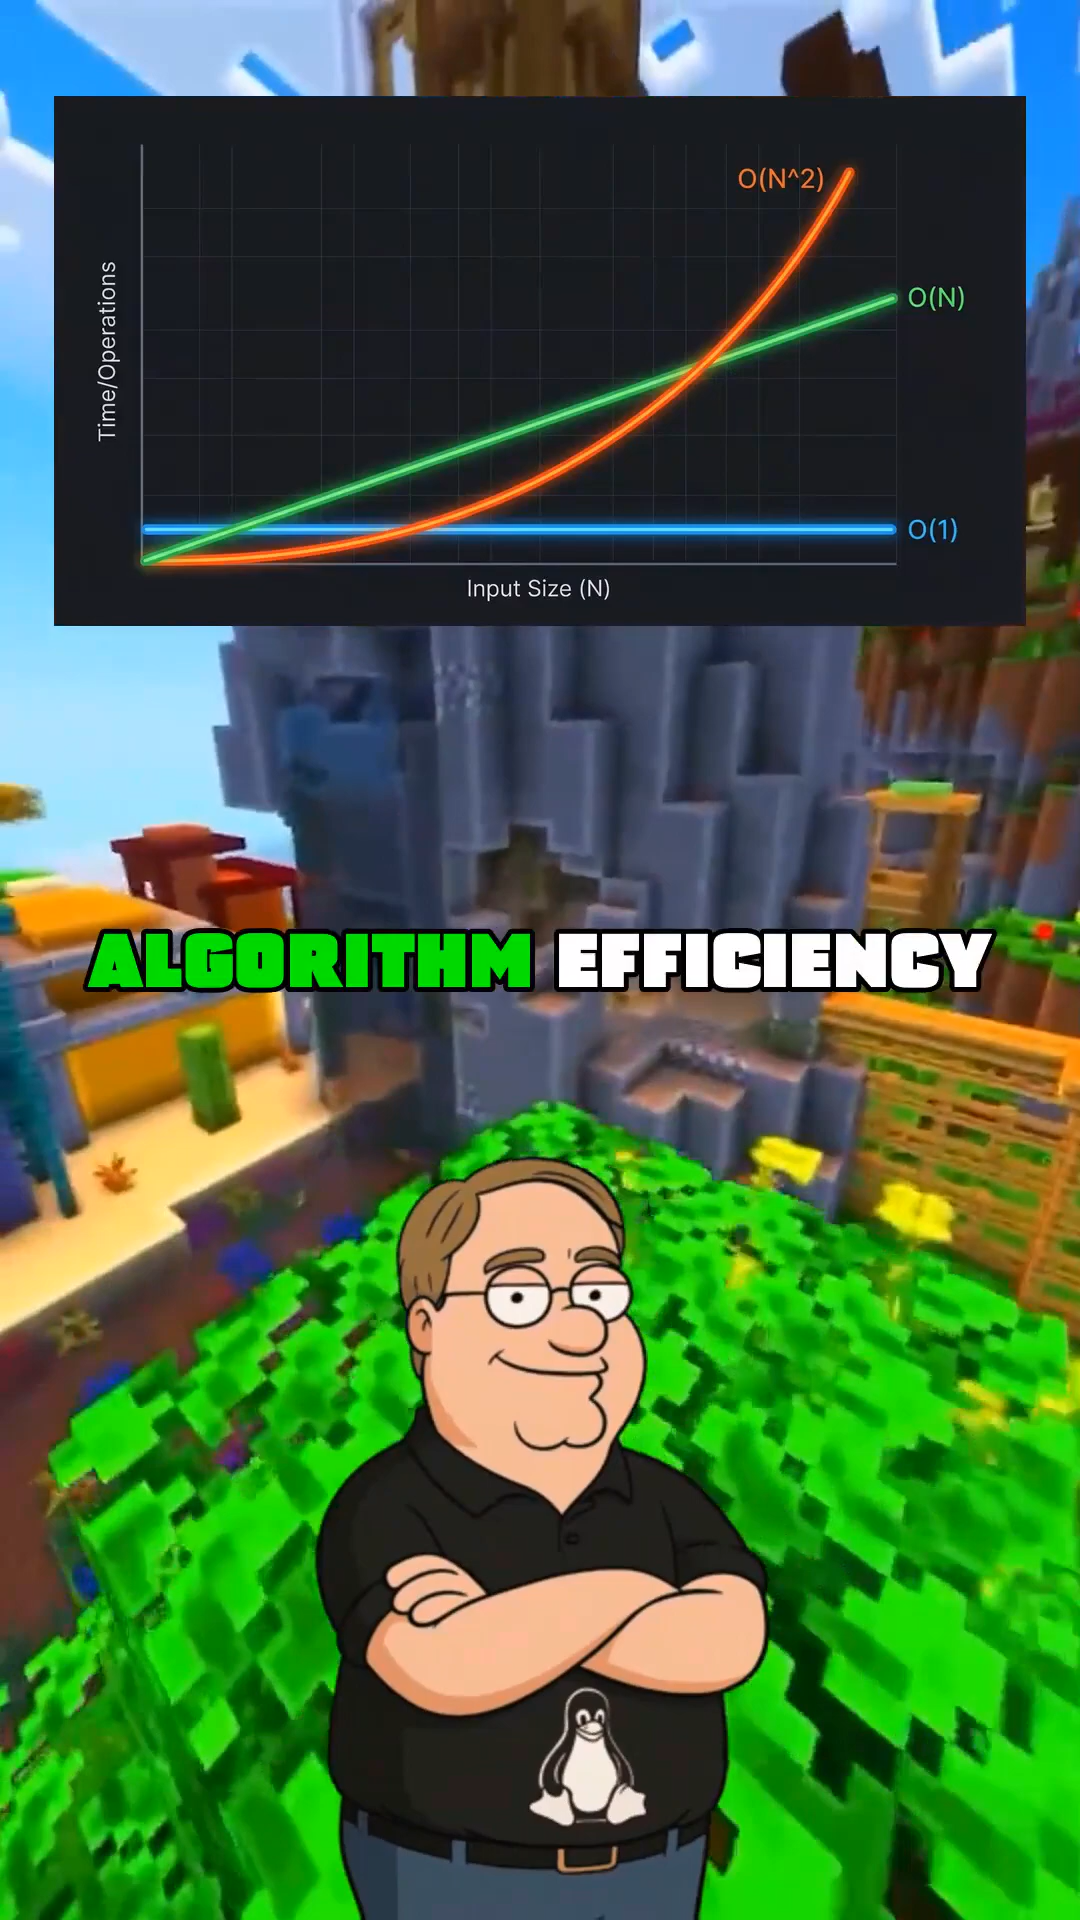 O(N^2)
O(N)
Time/Operations
O(1)
Input Size (N)
ALGORITHM EFFICIENCY